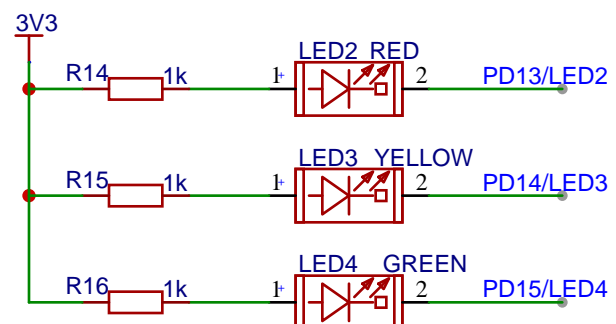 3V3
R14 1k 1+ LED2 RED 2 PD13/LED2
R15 1k 1+ LED3 YELLOW 2 PD14/LED3
R16 1k 1+ LED4 GREEN 2 PD15/LED4